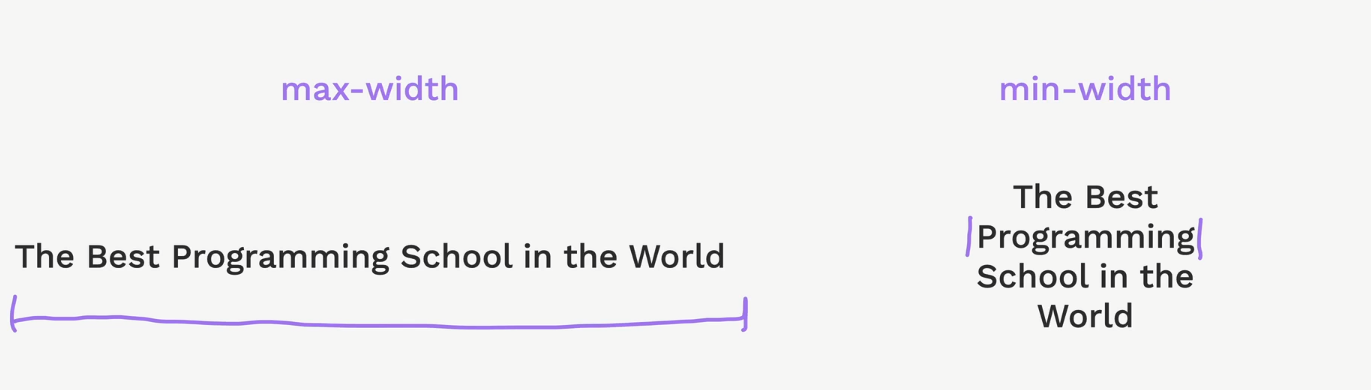 max-width
The Best Programming School in the World
min-width
The Best
Programming
School in the
World